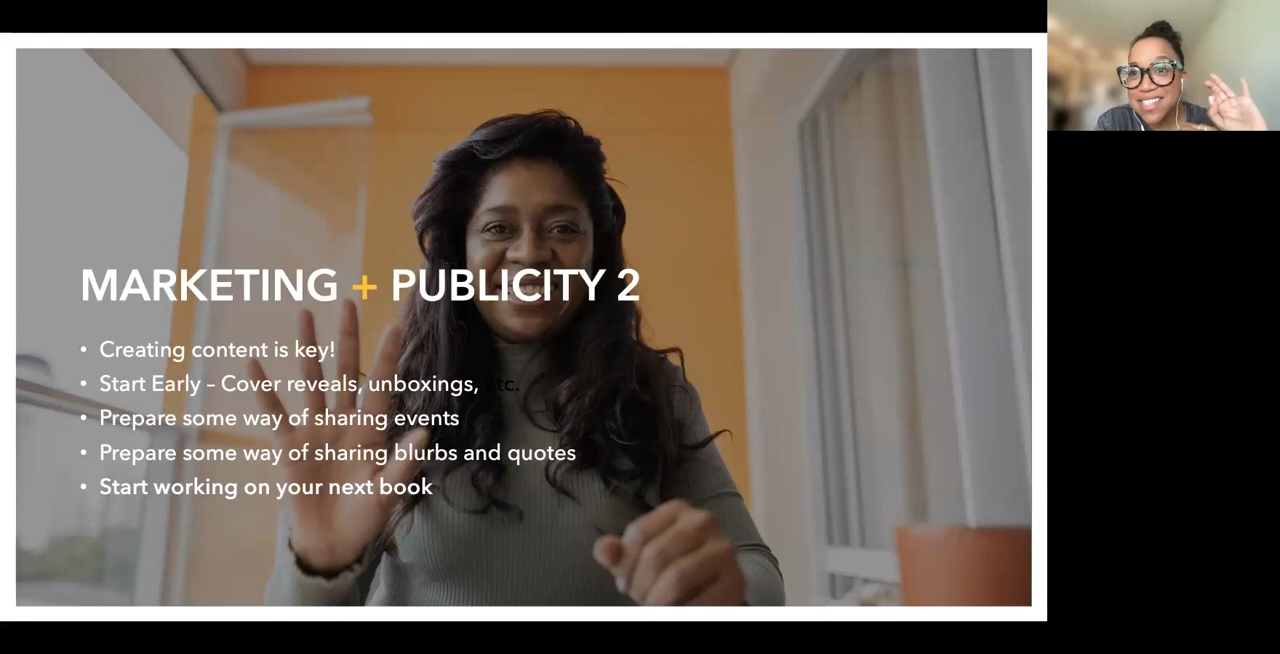 MARKETING + PUBLICITY 2
• Creating content is key!
• Start Early – Cover reveals, unboxings, etc.
• Prepare some way of sharing events
• Prepare some way of sharing blurbs and quotes
• Start working on your next book